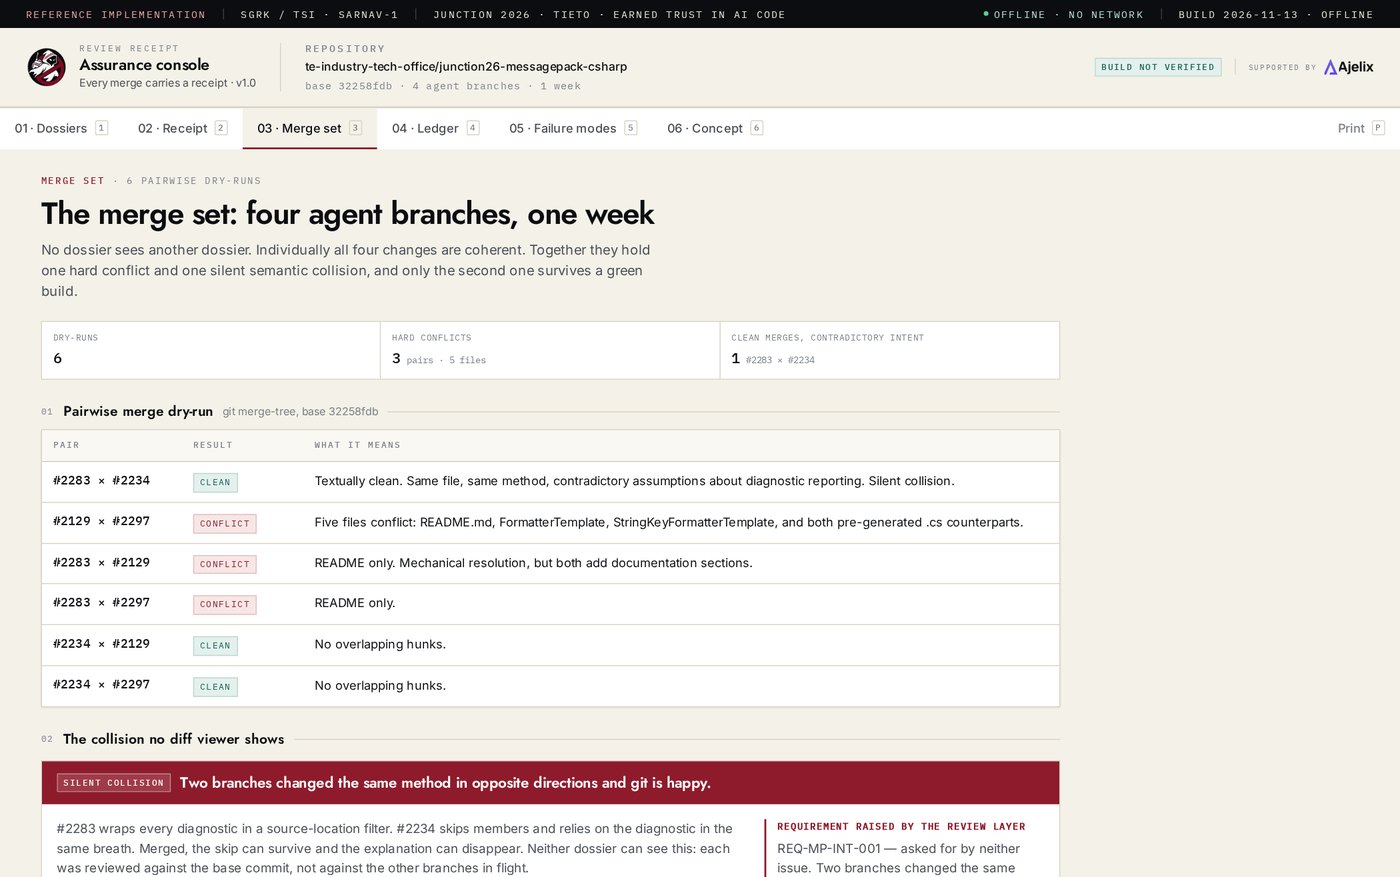 REFERENCE IMPLEMENTATION
SGRK / TSI · SARNAV-1
JUNCTION 2026 · TIETO · EARNED TRUST IN AI CODE
OFFLINE · NO NETWORK
BUILD 2026-11-13 · OFFLINE
REVIEW RECEIPT
Assurance console
Every merge carries a receipt · v1.0
REPOSITORY
te-industry-tech-office/junction26-messagepack-csharp
base 32258fdb · 4 agent branches · 1 week
BUILD NOT VERIFIED
SUPPORTED BY
Ajelix
01 · Dossiers 1
02 · Receipt 2
03 · Merge set 3
04 · Ledger 4
05 · Failure modes 5
06 · Concept 6
Print P
MERGE SET · 6 PAIRWISE DRY-RUNS
The merge set: four agent branches, one week
No dossier sees another dossier. Individually all four changes are coherent. Together they hold
one hard conflict and one silent semantic collision, and only the second one survives a green
build.
DRY-RUNS
6
HARD CONFLICTS
3 pairs · 5 files
CLEAN MERGES, CONTRADICTORY INTENT
1 #2283 × #2234
01 Pairwise merge dry-run git merge-tree, base 32258fdb
PAIR RESULT WHAT IT MEANS
#2283 × #2234 CLEAN Textually clean. Same file, same method, contradictory assumptions about diagnostic reporting. Silent collision.
#2129 × #2297 CONFLICT Five files conflict: README.md, FormatterTemplate, StringKeyFormatterTemplate, and both pre-generated .cs counterparts.
#2283 × #2129 CONFLICT README only. Mechanical resolution, but both add documentation sections.
#2283 × #2297 CONFLICT README only.
#2234 × #2129 CLEAN No overlapping hunks.
#2234 × #2297 CLEAN No overlapping hunks.
02 The collision no diff viewer shows
SILENT COLLISION Two branches changed the same method in opposite directions and git is happy.
#2283 wraps every diagnostic in a source-location filter. #2234 skips members and relies on the diagnostic in the
same breath. Merged, the skip can survive and the explanation can disappear. Neither dossier can see this: each
was reviewed against the base commit, not against the other branches in flight.
REQUIREMENT RAISED BY THE REVIEW LAYER
REQ-MP-INT-001 — asked for by neither
issue. Two branches changed the same